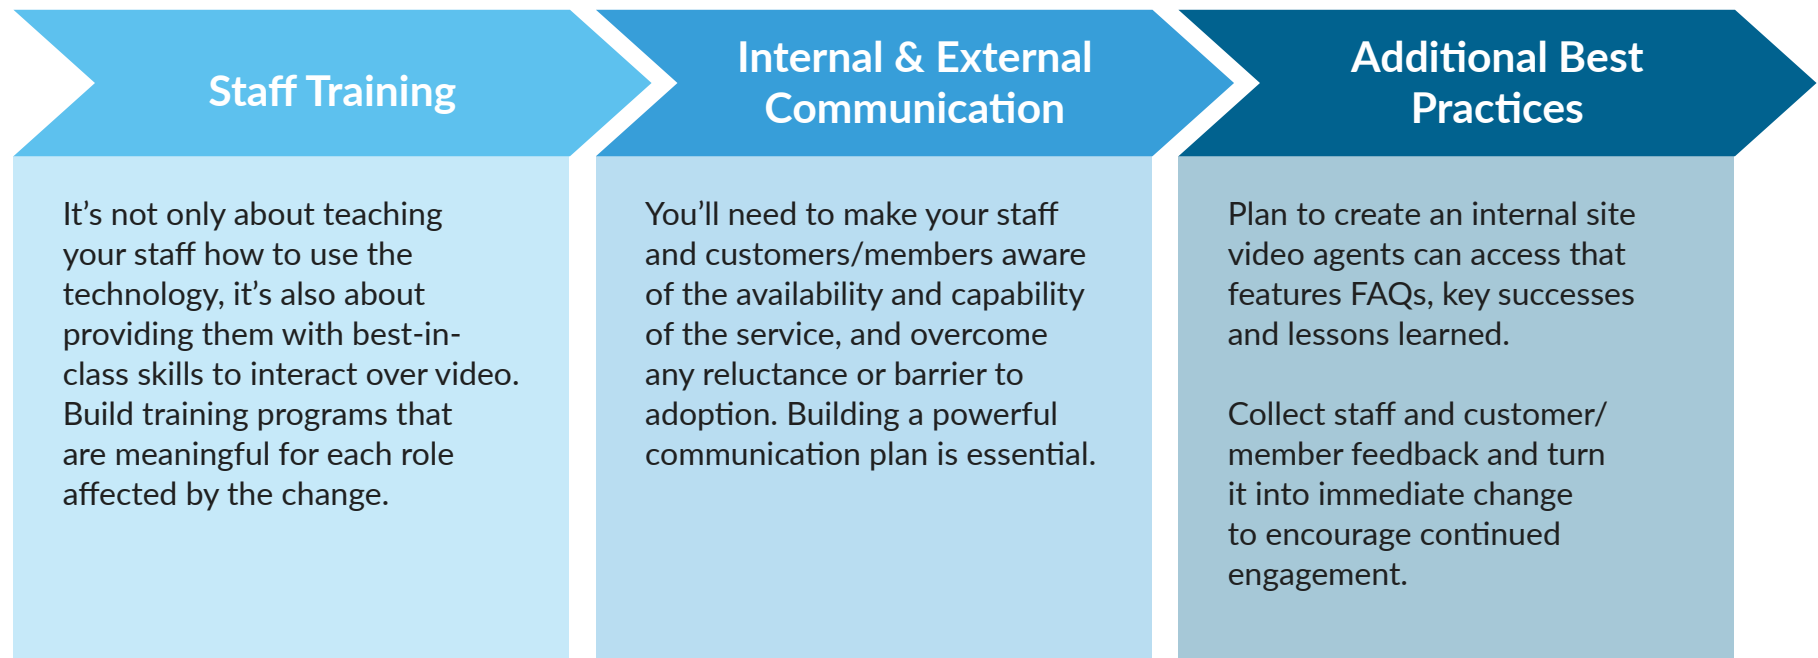 Staff Training
It’s not only about teaching
your staff how to use the
technology, it’s also about
providing them with best-in-
class skills to interact over video.
Build training programs that
are meaningful for each role
affected by the change.
Internal & External
Communication
You’ll need to make your staff
and customers/members aware
of the availability and capability
of the service, and overcome
any reluctance or barrier to
adoption. Building a powerful
communication plan is essential.
Additional Best
Practices
Plan to create an internal site
video agents can access that
features FAQs, key successes
and lessons learned.
Collect staff and customer/
member feedback and turn
it into immediate change
to encourage continued
engagement.